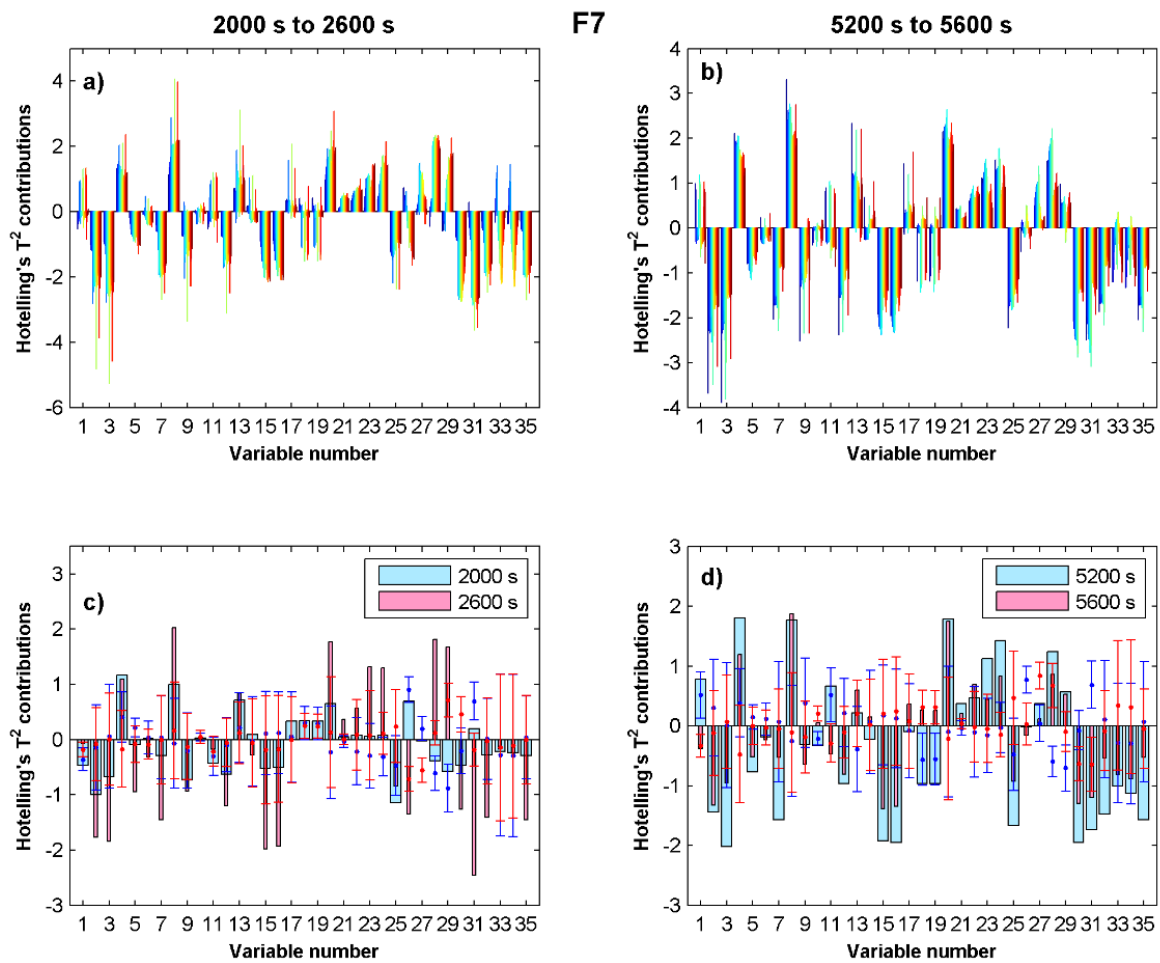 2000 s to 2600 s
F7
5200 s to 5600 s
a)
Hotelling's T² contributions
4
2
0
-2
-4
-6
1 3 5 7 9 11 13 15 17 19 21 23 25 27 29 31 33 35
Variable number
b)
Hotelling's T² contributions
4
3
2
1
0
-1
-2
-3
-4
1 3 5 7 9 11 13 15 17 19 21 23 25 27 29 31 33 35
Variable number
c)
2000 s
2600 s
Hotelling's T² contributions
3
2
1
0
-1
-2
-3
1 3 5 7 9 11 13 15 17 19 21 23 25 27 29 31 33 35
Variable number
d)
5200 s
5600 s
Hotelling's T² contributions
3
2
1
0
-1
-2
-3
1 3 5 7 9 11 13 15 17 19 21 23 25 27 29 31 33 35
Variable number